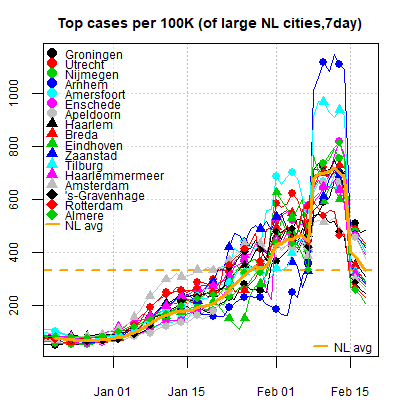 Top cases per 100K (of large NL cities,7day)
Groningen
Utrecht
Nijmegen
Arnhem
Amersfoort
Enschede
Apeldoorn
Haarlem
Breda
Eindhoven
Zaanstad
Tilburg
Haarlemmermeer
Amsterdam
's-Gravenhage
Rotterdam
Almere
NL avg
1000
800
600
400
200
NL avg
Jan 01
Jan 15
Feb 01
Feb 15